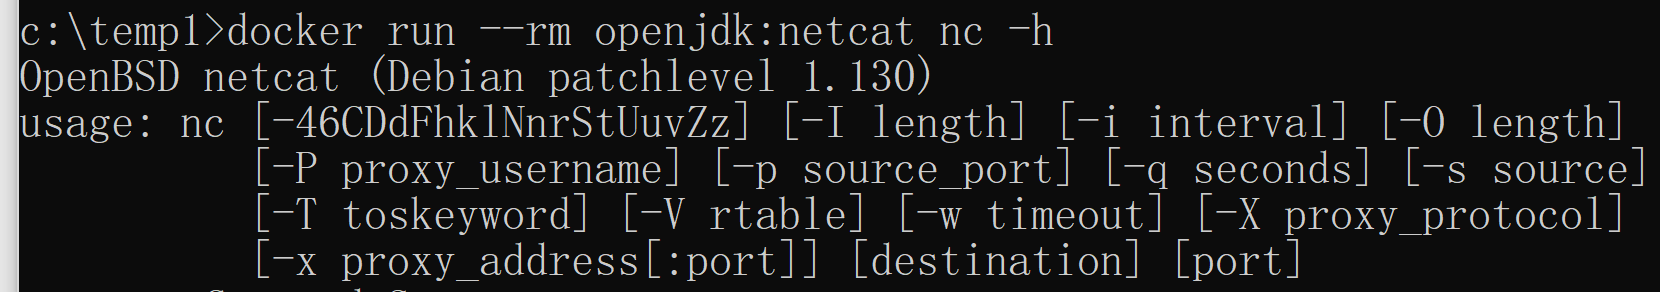 c:\temp1>docker run --rm openjdk:netcat nc -h
OpenBSD netcat (Debian patchlevel 1.130)
usage: nc [-46CDdFhklNnrStUuvZz] [-I length] [-i interval] [-O length]
          [-P proxy_username] [-p source_port] [-q seconds] [-s source]
          [-T toskeyword] [-V rtable] [-w timeout] [-X proxy_protocol]
          [-x proxy_address[:port]] [destination] [port]